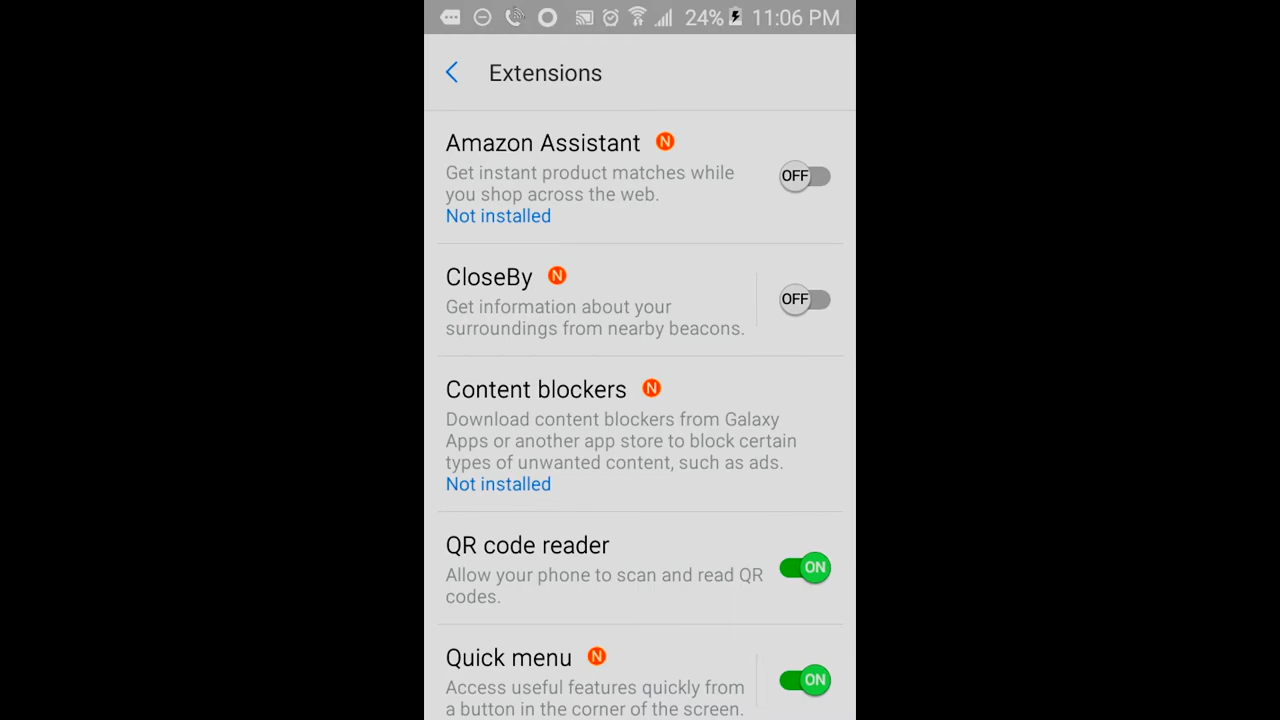 24% 11:06 PM
Extensions
Amazon Assistant N
Get instant product matches while
you shop across the web.
Not installed
OFF
CloseBy N
Get information about your
surroundings from nearby beacons.
OFF
Content blockers N
Download content blockers from Galaxy
Apps or another app store to block certain
types of unwanted content, such as ads.
Not installed
QR code reader
Allow your phone to scan and read QR
codes.
ON
Quick menu N
Access useful features quickly from
a button in the corner of the screen.
ON